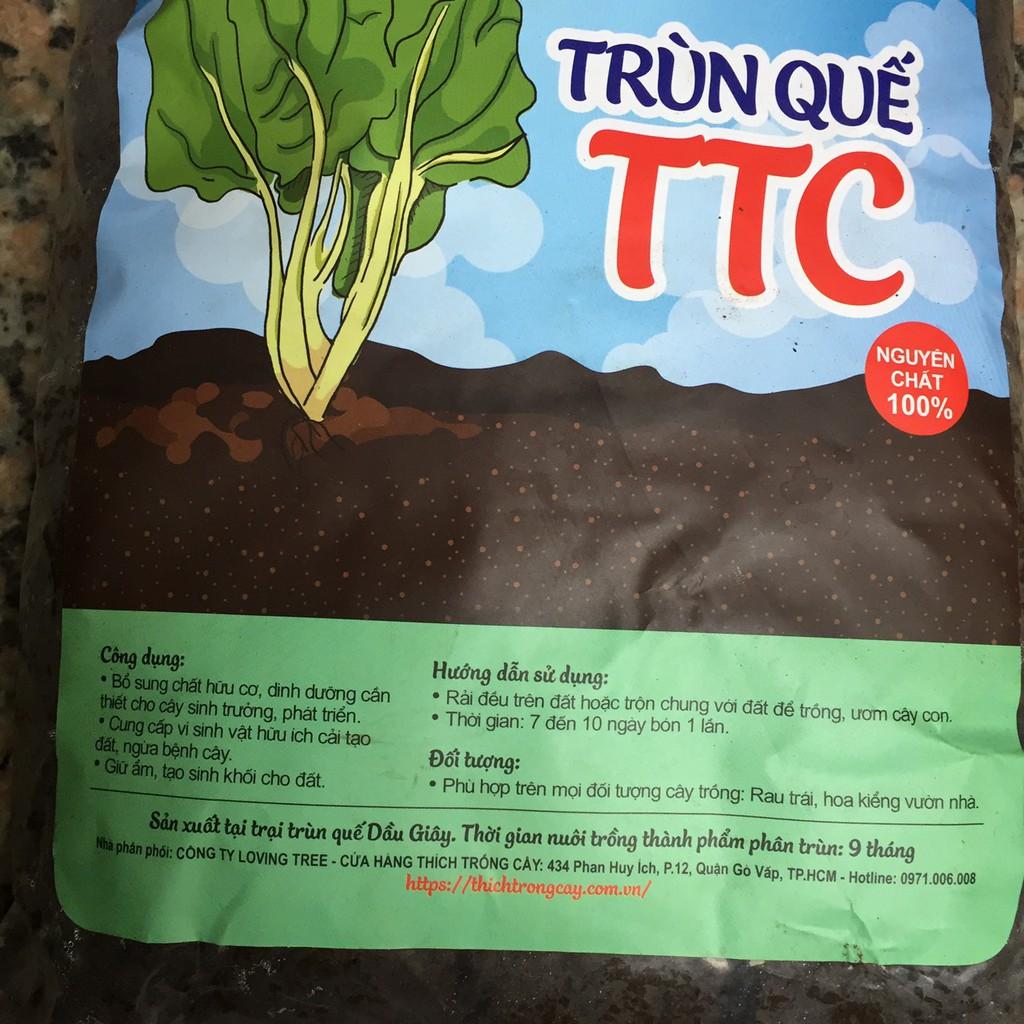 TRÙN QUẾ
TTC
NGUYÊN
CHẤT
100%
Công dụng:
• Bổ sung chất hữu cơ, dinh dưỡng cần
thiết cho cây sinh trưởng, phát triển.
• Cung cấp vi sinh vật hữu ích cải tạo
đất, ngừa bệnh cây.
• Giữ ẩm, tạo sinh khối cho đất.
Hướng dẫn sử dụng:
• Rải đều trên đất hoặc trộn chung với đất để trồng, ươm cây con.
• Thời gian: 7 đến 10 ngày bón 1 lần.
Đối tượng:
• Phù hợp trên mọi đối tượng cây trồng: Rau trái, hoa kiểng vườn nhà.
Sản xuất tại trại trùn quế Dầu Giây. Thời gian nuôi trồng thành phẩm phân trùn: 9 tháng
Nhà phân phối: CÔNG TY LOVING TREE - CỬA HÀNG THÍCH TRỒNG CÂY: 434 Phan Huy Ích, P.12, Quận Gò Vấp, TP.HCM - Hotline: 0971.006.008
https://thichtrongcay.com.vn/